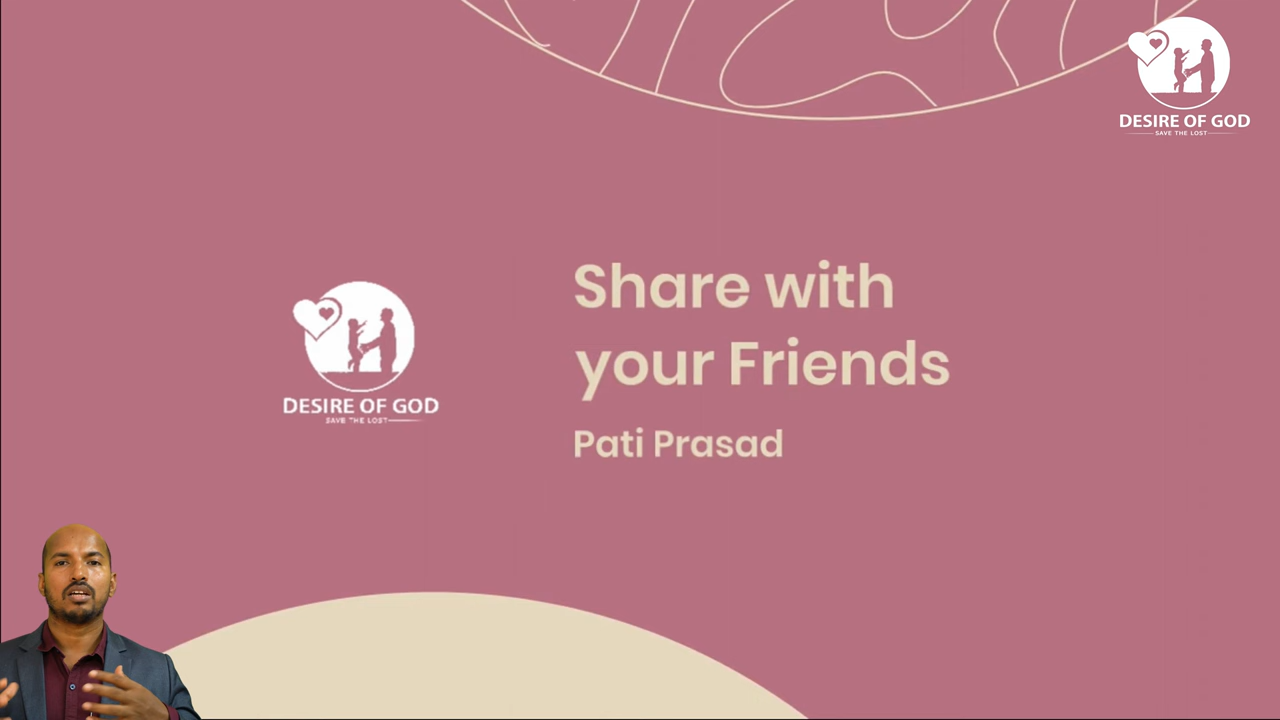 DESIRE OF GOD
SAVE THE LOST
Share with
your Friends
Pati Prasad
DESIRE OF GOD
SAVE THE LOST